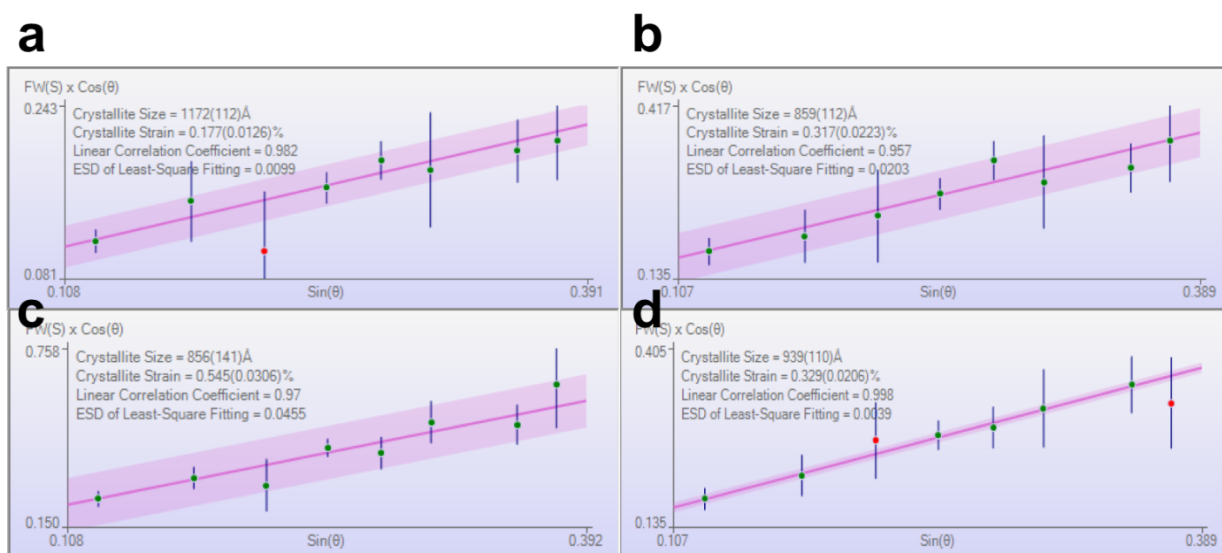 a
FW(S) x Cos(θ)
0.243
Crystallite Size = 1172(112)Å
Crystallite Strain = 0.177(0.0126)%
Linear Correlation Coefficient = 0.982
ESD of Least-Square Fitting = 0.0099
0.081
0.108
Sin(θ)
0.391
b
FW(S) x Cos(θ)
0.417
Crystallite Size = 859(112)Å
Crystallite Strain = 0.317(0.0223)%
Linear Correlation Coefficient = 0.957
ESD of Least-Square Fitting = 0.0203
0.135
0.107
Sin(θ)
0.389
c
FW(S) x Cos(θ)
0.758
Crystallite Size = 856(141)Å
Crystallite Strain = 0.545(0.0306)%
Linear Correlation Coefficient = 0.97
ESD of Least-Square Fitting = 0.0455
0.150
0.108
Sin(θ)
0.392
d
FW(S) x Cos(θ)
0.405
Crystallite Size = 939(110)Å
Crystallite Strain = 0.329(0.0206)%
Linear Correlation Coefficient = 0.998
ESD of Least-Square Fitting = 0.0039
0.135
0.107
Sin(θ)
0.389